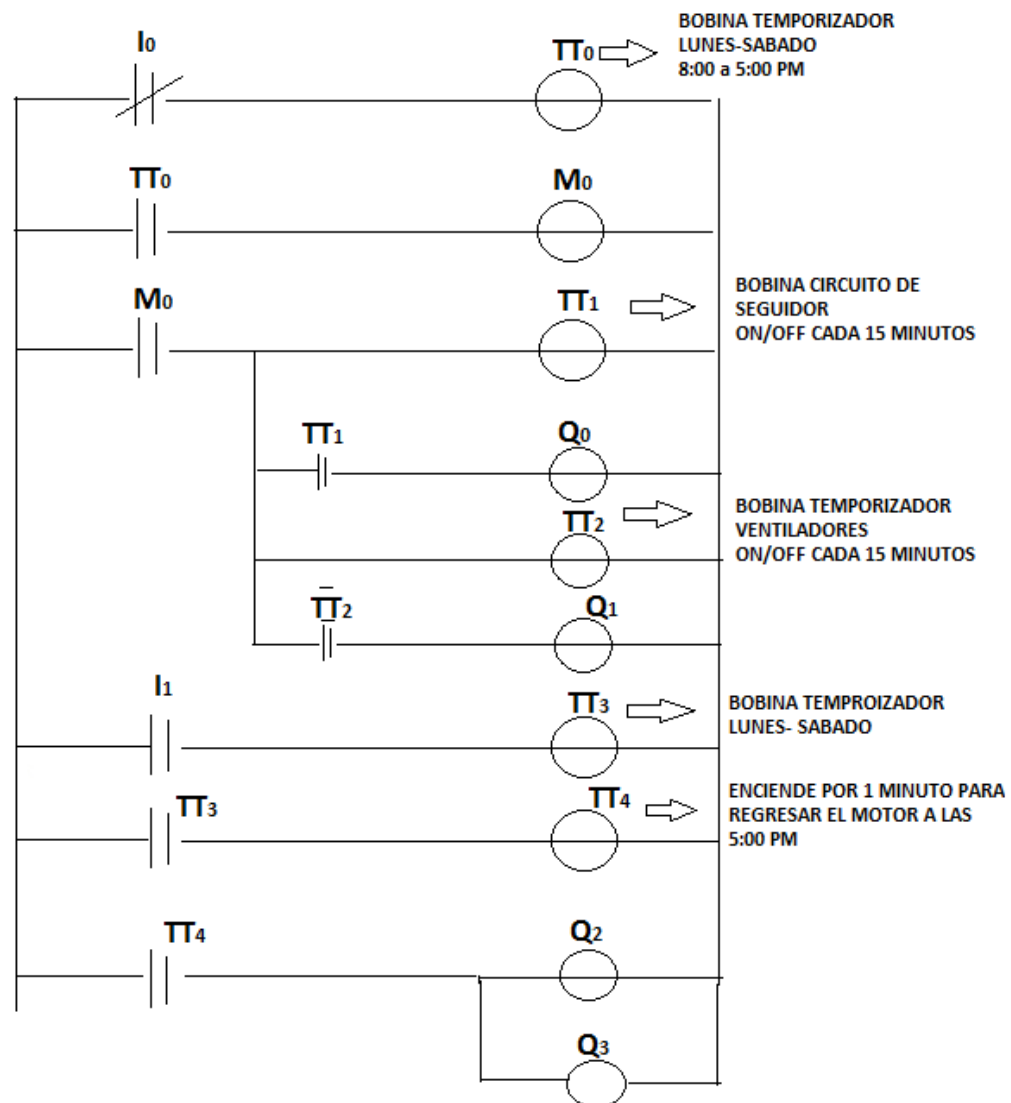 I0
TT0
BOBINA TEMPORIZADOR
LUNES-SABADO
8:00 a 5:00 PM
TT0
M0
M0
TT1
BOBINA CIRCUITO DE
SEGUIDOR
ON/OFF CADA 15 MINUTOS
TT1
Q0
TT2
BOBINA TEMPORIZADOR
VENTILADORES
ON/OFF CADA 15 MINUTOS
TT2
Q1
I1
TT3
BOBINA TEMPROIZADOR
LUNES- SABADO
TT3
TT4
ENCIENDE POR 1 MINUTO PARA
REGRESAR EL MOTOR A LAS
5:00 PM
TT4
Q2
Q3